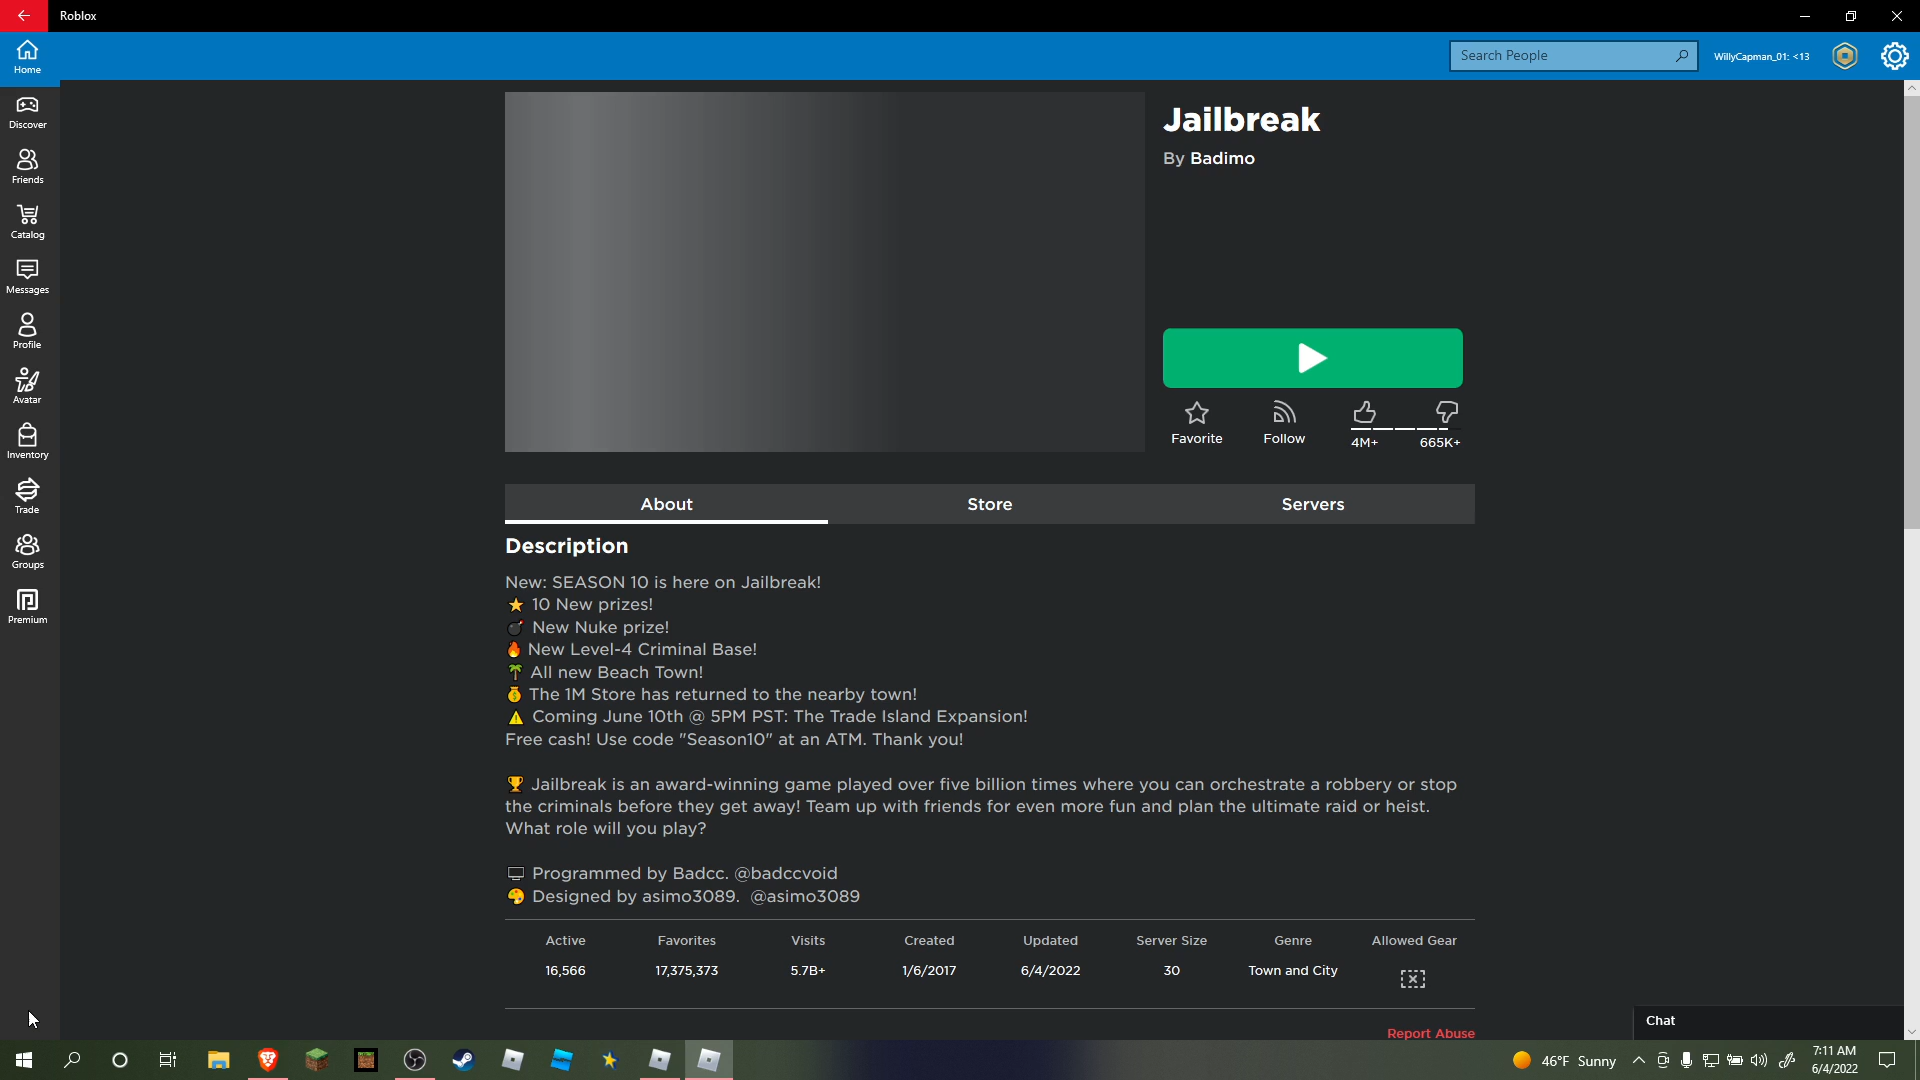 Roblox
Home
Search People
WillyCapman_01: <13
Discover
Friends
Catalog
Messages
Profile
Avatar
Inventory
Trade
Groups
Premium
Jailbreak
By Badimo
Favorite
Follow
4M+
665K+
About
Store
Servers
Description
New: SEASON 10 is here on Jailbreak!
⭐ 10 New prizes!
💣 New Nuke prize!
🔥 New Level-4 Criminal Base!
🌴 All new Beach Town!
💰 The 1M Store has returned to the nearby town!
⚠️ Coming June 10th @ 5PM PST: The Trade Island Expansion!
Free cash! Use code "Season10" at an ATM. Thank you!
🏆 Jailbreak is an award-winning game played over five billion times where you can orchestrate a robbery or stop
the criminals before they get away! Team up with friends for even more fun and plan the ultimate raid or heist.
What role will you play?
🖥️ Programmed by Badcc. @badccvoid
🎨 Designed by asimo3089. @asimo3089
Active Favorites Visits Created Updated Server Size Genre Allowed Gear
16,566 17,375,373 5.7B+ 1/6/2017 6/4/2022 30 Town and City
Report Abuse
Chat
46°F Sunny
7:11 AM
6/4/2022